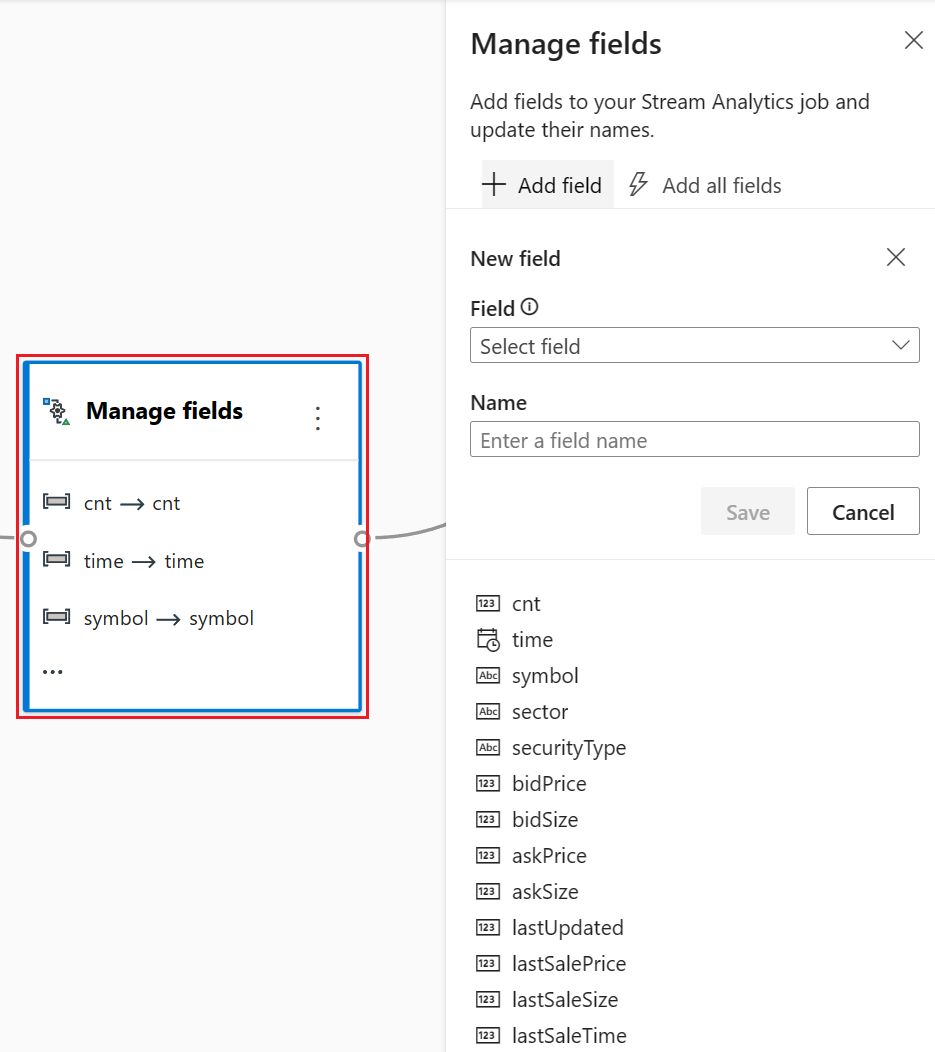 Manage fields
cnt → cnt
time → time
symbol → symbol
...
Manage fields
Add fields to your Stream Analytics job and
update their names.
Add field
Add all fields
New field
Field
Select field
Name
Enter a field name
Save
Cancel
123 cnt
time
Abc symbol
Abc sector
Abc securityType
123 bidPrice
123 bidSize
123 askPrice
123 askSize
123 lastUpdated
123 lastSalePrice
123 lastSaleSize
123 lastSaleTime